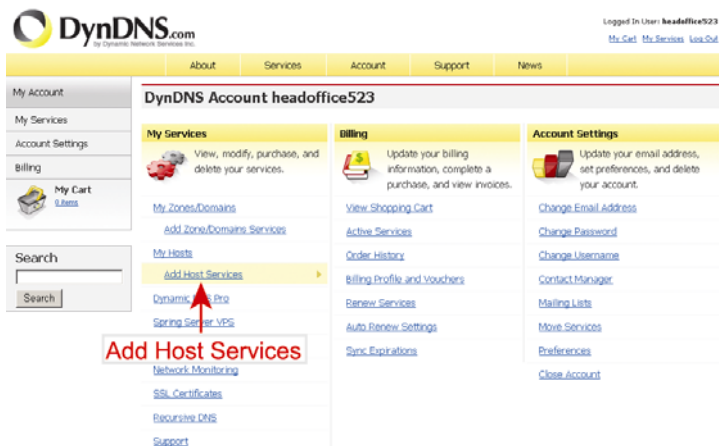 DynDNS.com
by Dynamic Network Services Inc.
Logged In User: headoffice523
My Cart My Services Log Out
About Services Account Support News
My Account
My Services
Account Settings
Billing
My Cart
0 items
Search
Search
DynDNS Account headoffice523
My Services
View, modify, purchase, and
delete your services.
My Zones/Domains
Add Zone/Domains Services
My Hosts
Add Host Services
Dynamic Pro
Spring Server VPS
Add Host Services
Network Monitoring
SSL Certificates
Recursive DNS
Support
Billing
Update your billing
information, complete a
purchase, and view invoices.
View Shopping Cart
Active Services
Order History
Billing Profile and Vouchers
Renew Services
Auto Renew Settings
Sync Expirations
Account Settings
Update your email address,
set preferences, and delete
your account.
Change Email Address
Change Password
Change Username
Contact Manager
Mailing Lists
Move Services
Preferences
Close Account